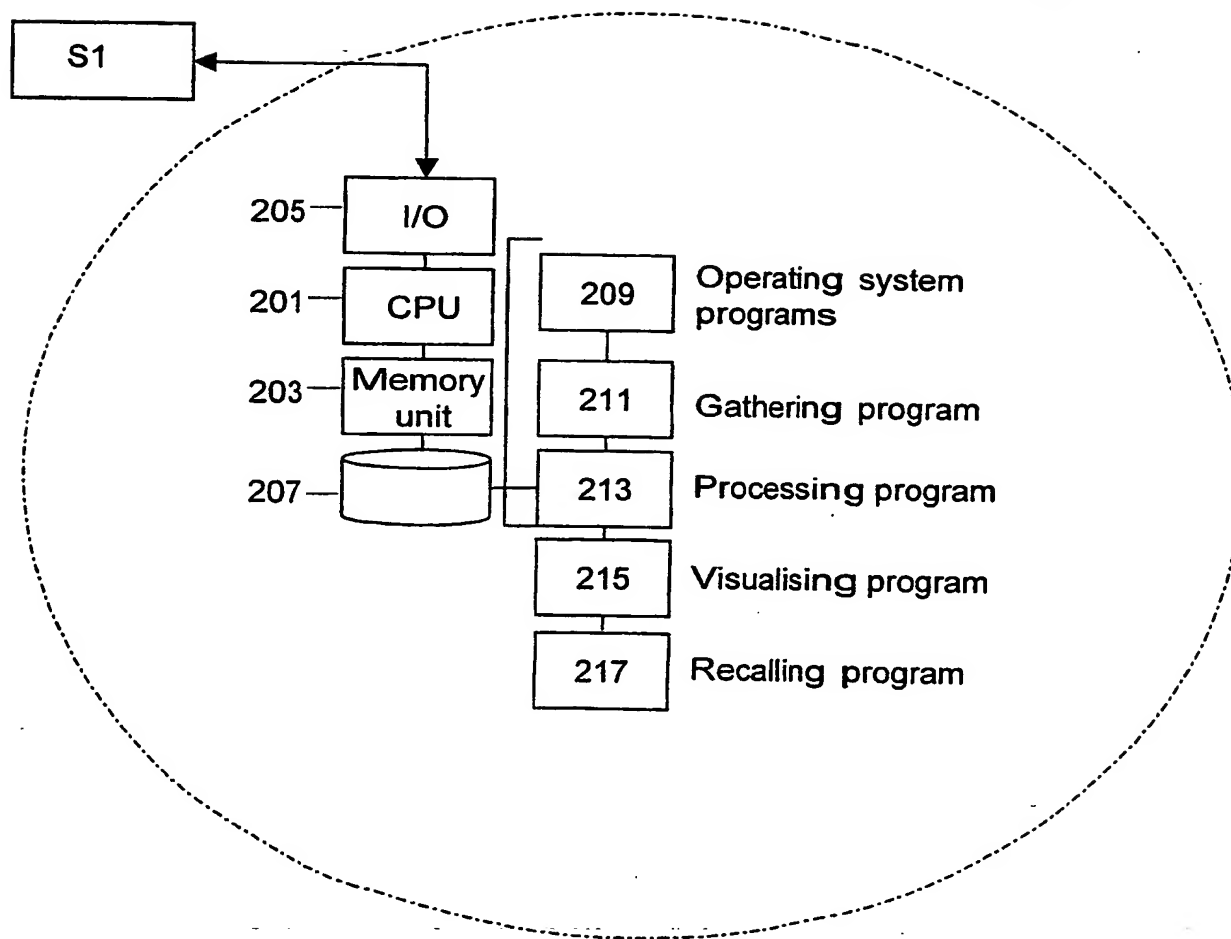 S1
205
I/O
201
CPU
203
Memory
unit
207
209
Operating system
programs
211
Gathering program
213
Processing program
215
Visualising program
217
Recalling program